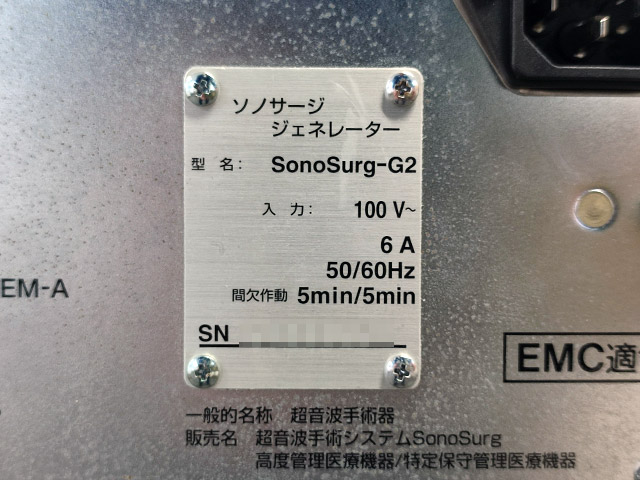 ソノサージ
ジェネレーター
型 名: SonoSurg-G2
入 力: 100 V~
6 A
50/60Hz
間欠作動 5min/5min
SN
EM-A
EMC適
一般的名称 超音波手術器
販売名 超音波手術システムSonoSurg
高度管理医療機器/特定保守管理医療機器